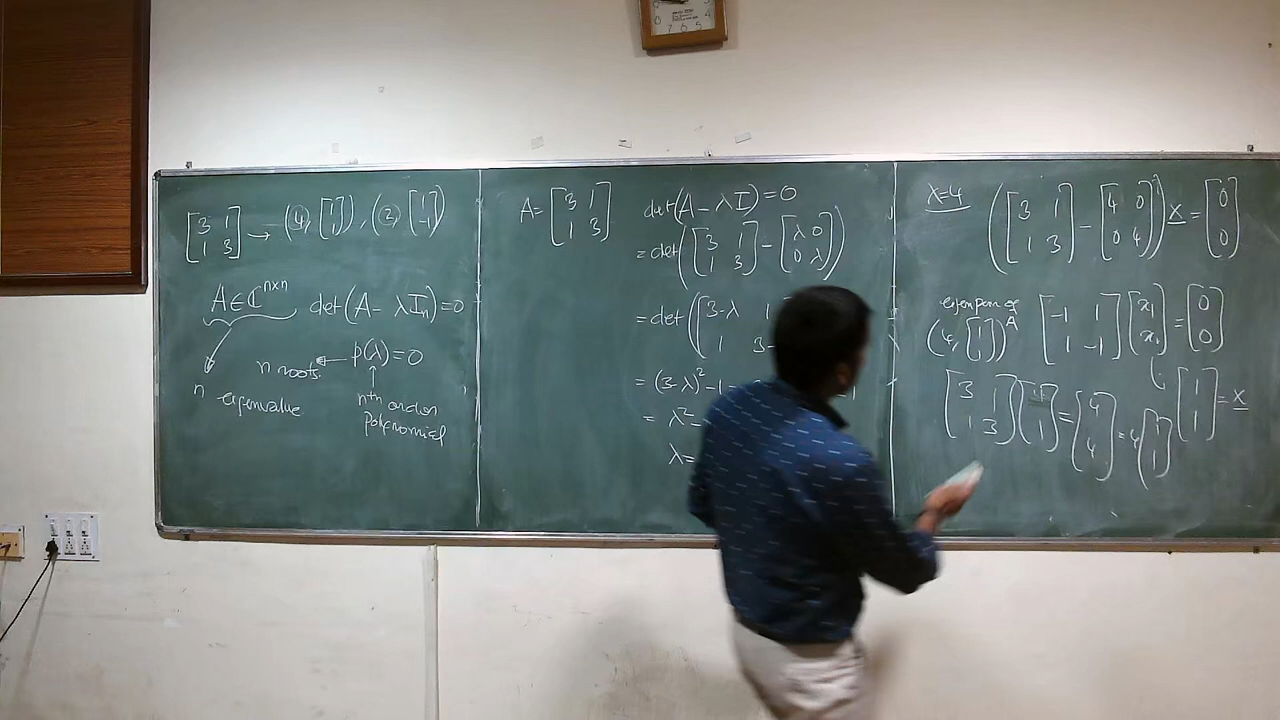 [3 1; 1 3] → (4, [1; 1]), (2, [1; -1])
A ∈ ℂ^{n×n} det(A - λI_n) = 0
n roots. ← p(λ) = 0
n eigenvalue
nth order
polynomial
A = [3 1; 1 3]
det(A - λI) = 0
= det([3 1; 1 3] - [λ 0; 0 λ])
= det([3-λ 1
1 3-
= (3-λ)² - 1
= λ²
λ=
λ=4 ([3 1; 1 3] - [4 0; 0 4]) x = [0; 0]
eigenpair of A
(4, [1; 1])
[-1 1; 1 -1] [x₁; x₂] = [0; 0]
[1; 1] = x
[3 1; 1 3] [1; 1] = [4; 4] = 4 [1; 1]